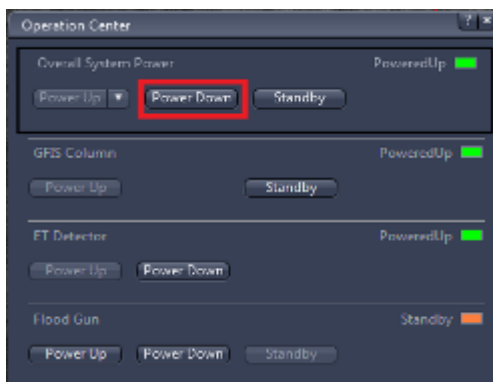 Operation Center ? ×
Overall System Power PoweredUp
Power Up ▼ Power Down Standby
GFIS Column PoweredUp
Power Up Standby
ET Detector PoweredUp
Power Up Power Down
Flood Gun Standby
Power Up Power Down Standby